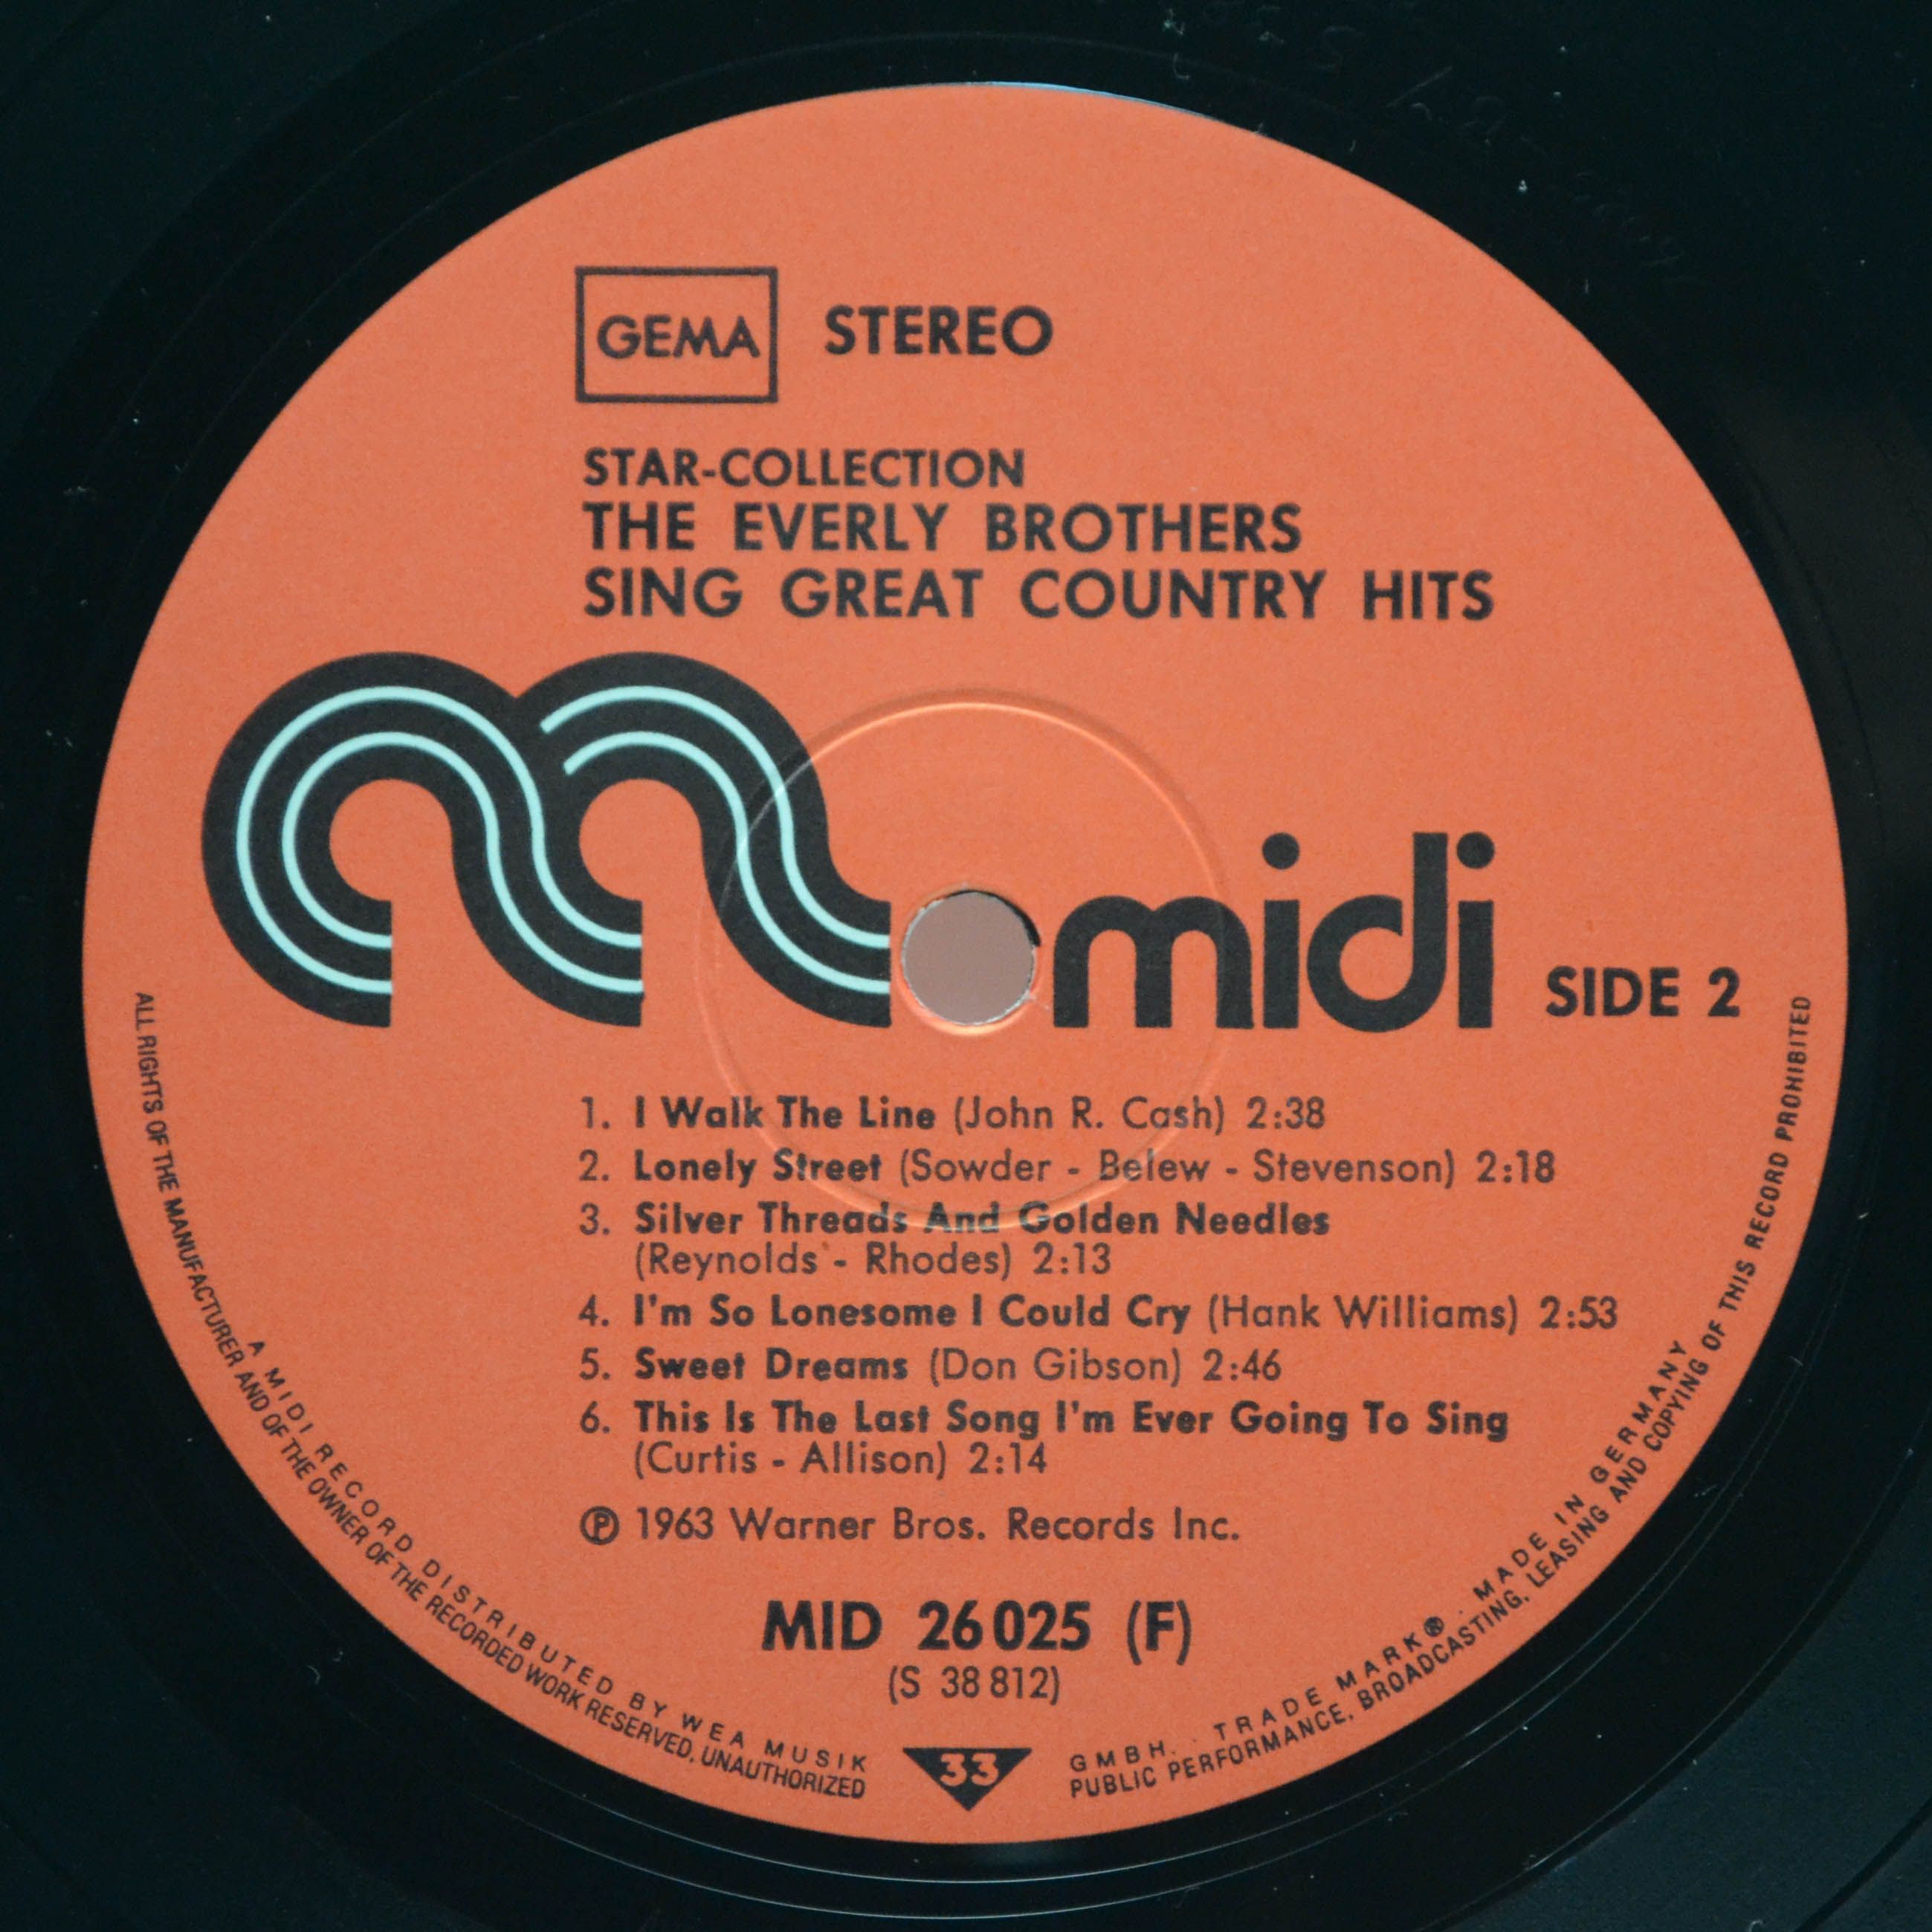 GEMA STEREO
STAR-COLLECTION
THE EVERLY BROTHERS
SING GREAT COUNTRY HITS
midi SIDE 2
1. I Walk The Line (John R. Cash) 2:38
2. Lonely Street (Sowder - Belew - Stevenson) 2:18
3. Silver Threads And Golden Needles
(Reynolds - Rhodes) 2:13
4. I'm So Lonesome I Could Cry (Hank Williams) 2:53
5. Sweet Dreams (Don Gibson) 2:46
6. This Is The Last Song I'm Ever Going To Sing
(Curtis - Allison) 2:14
℗ 1963 Warner Bros. Records Inc.
MID 26025 (F)
(S 38812)
33
A MIDI RECORD DISTRIBUTED BY WEA MUSIK GMBH. . TRADE MARK® . MADE IN GERMANY
ALL RIGHTS OF THE MANUFACTURER AND OF THE OWNER OF THE RECORDED WORK RESERVED. UNAUTHORIZED PUBLIC PERFORMANCE, BROADCASTING, LEASING AND COPYING OF THIS RECORD PROHIBITED